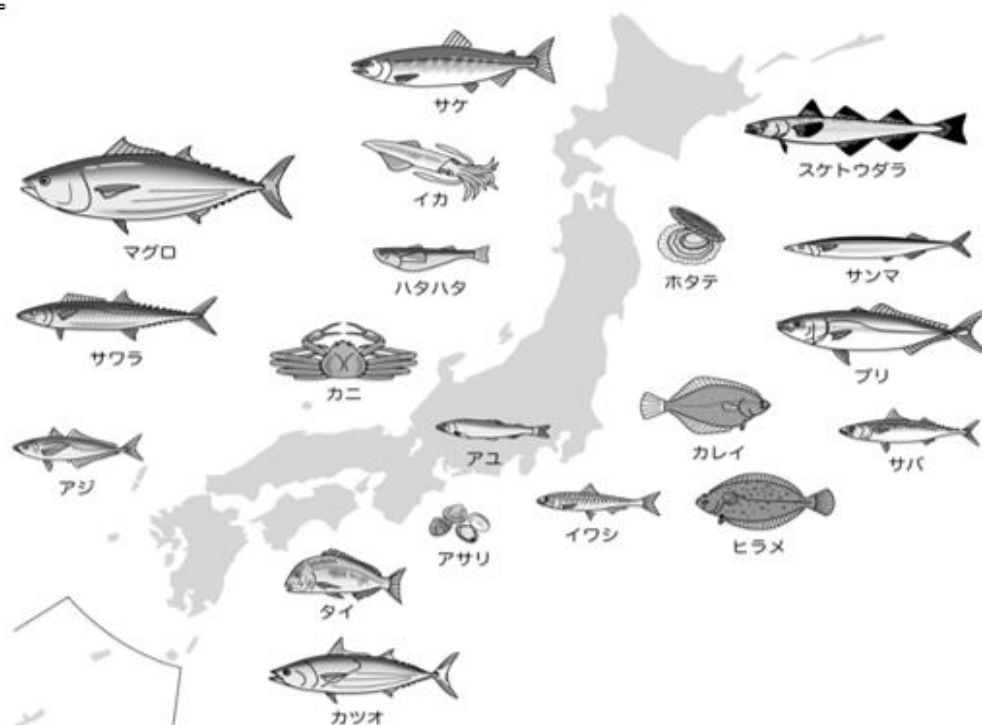 サケ
スケトウダラ
イカ
マグロ
ホタテ
サンマ
ハタハタ
サワラ
カニ
ブリ
アユ
カレイ
サバ
アジ
イワシ
ヒラメ
アサリ
タイ
カツオ